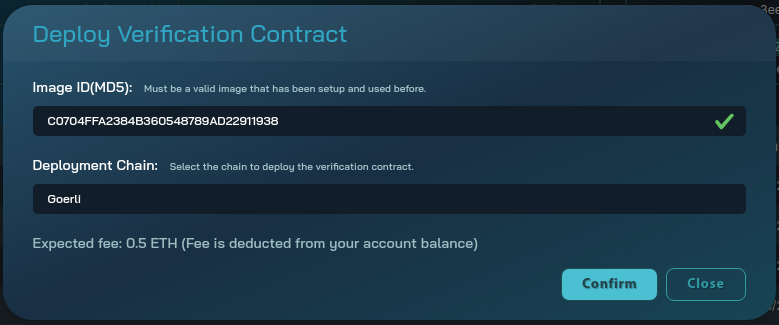 Deploy Verification Contract
Image ID(MD5): Must be a valid image that has been setup and used before.
C0704FFA2384B360548789AD22911938
Deployment Chain: Select the chain to deploy the verification contract.
Goerli
Expected fee: 0.5 ETH (Fee is deducted from your account balance)
Confirm Close